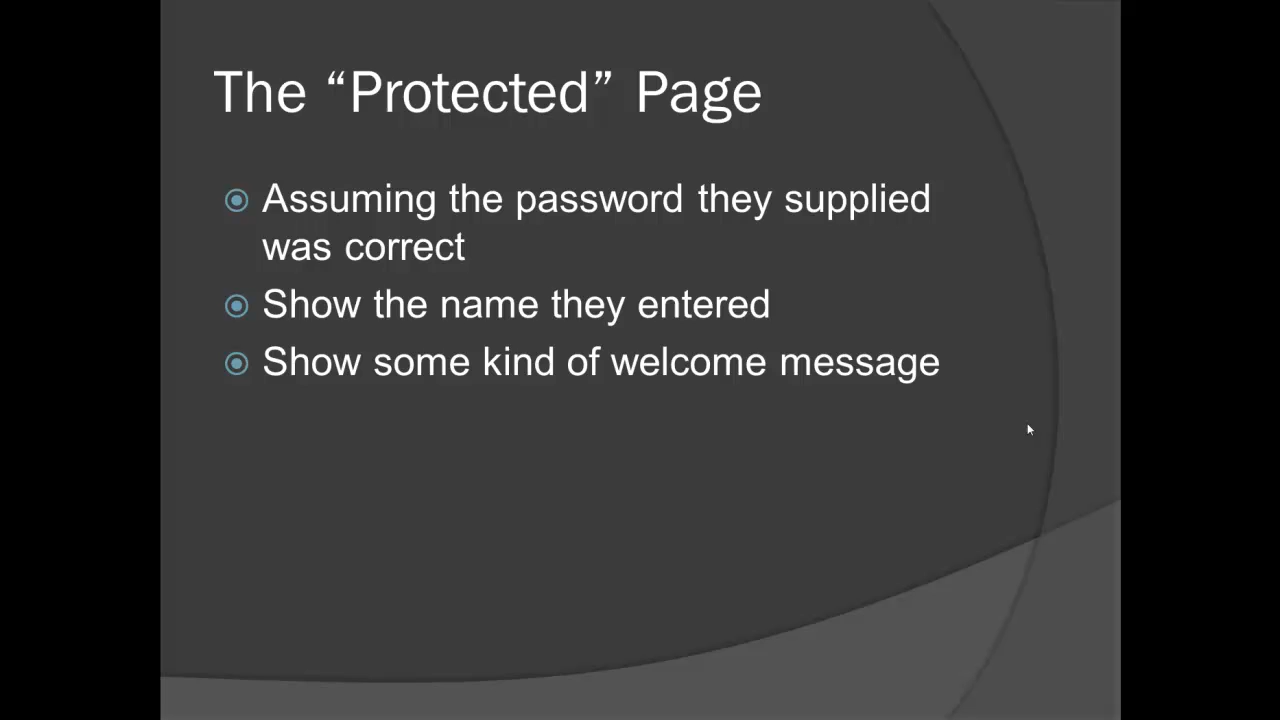 The “Protected” Page
Assuming the password they supplied
was correct
Show the name they entered
Show some kind of welcome message